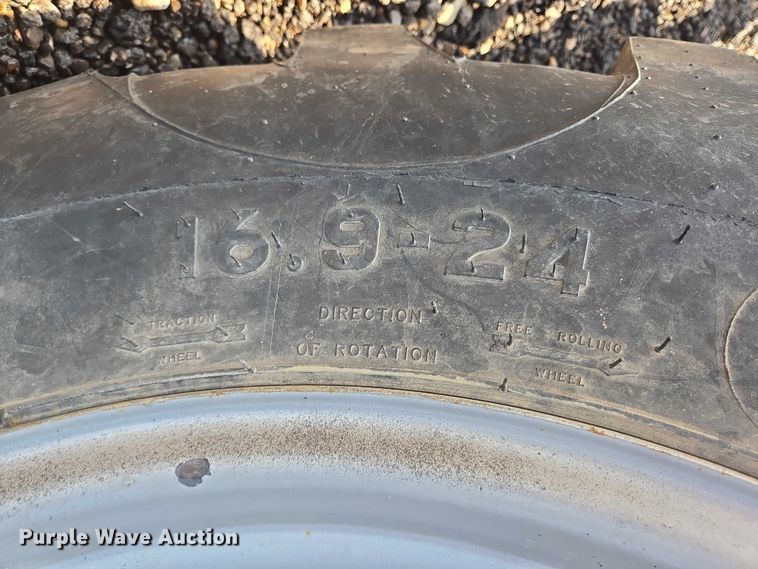 16.9-24
TRACTION
WHEEL
DIRECTION
OF ROTATION
FREE ROLLING
WHEEL
Purple Wave Auction